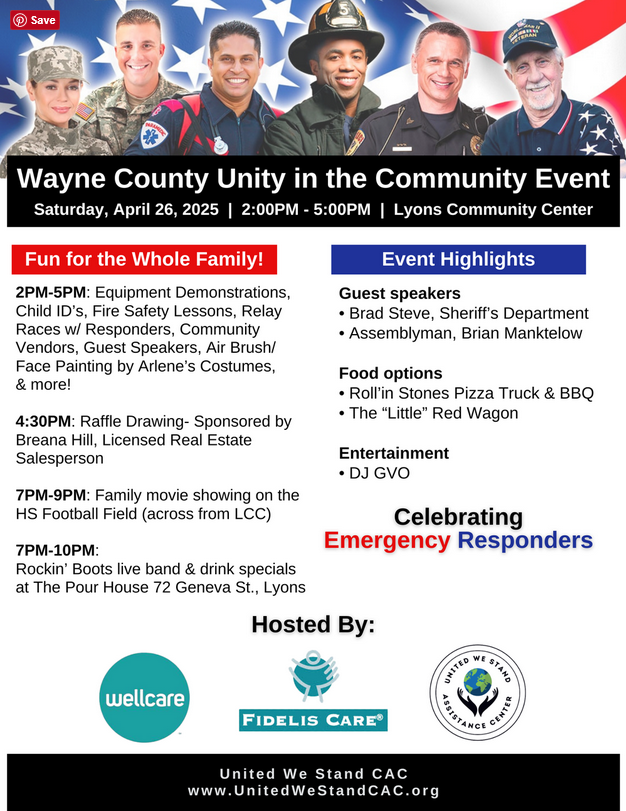 Save
5
PARAMEDIC
WORLD WAR II
VETERAN
Wayne County Unity in the Community Event
Saturday, April 26, 2025 | 2:00PM - 5:00PM | Lyons Community Center
Fun for the Whole Family!
2PM-5PM: Equipment Demonstrations,
Child ID's, Fire Safety Lessons, Relay
Races w/ Responders, Community
Vendors, Guest Speakers, Air Brush/
Face Painting by Arlene's Costumes,
& more!
4:30PM: Raffle Drawing- Sponsored by
Breana Hill, Licensed Real Estate
Salesperson
7PM-9PM: Family movie showing on the
HS Football Field (across from LCC)
7PM-10PM:
Rockin' Boots live band & drink specials
at The Pour House 72 Geneva St., Lyons
Event Highlights
Guest speakers
• Brad Steve, Sheriff's Department
• Assemblyman, Brian Manktelow
Food options
• Roll'in Stones Pizza Truck & BBQ
• The “Little” Red Wagon
Entertainment
• DJ GVO
Celebrating
Emergency Responders
Hosted By:
wellcare
FIDELIS CARE®
UNITED WE STAND
ASSISTANCE CENTER
United We Stand CAC
www.UnitedWeStandCAC.org